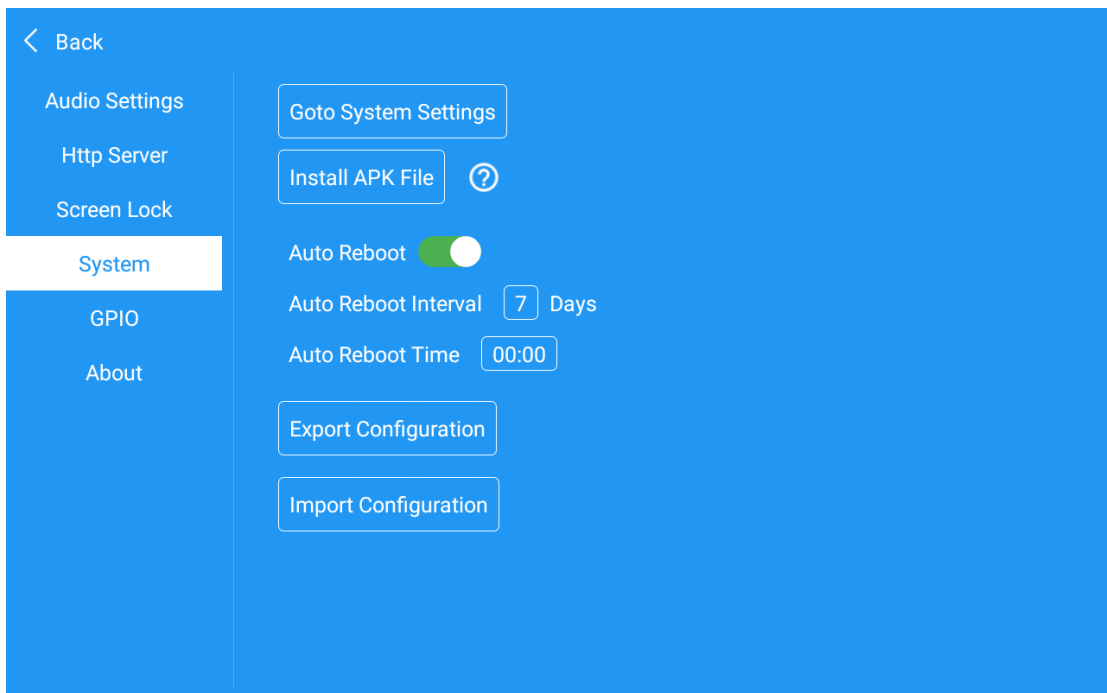 Back
Audio Settings
Http Server
Screen Lock
System
GPIO
About
Goto System Settings
Install APK File ?
Auto Reboot
Auto Reboot Interval 7 Days
Auto Reboot Time 00:00
Export Configuration
Import Configuration